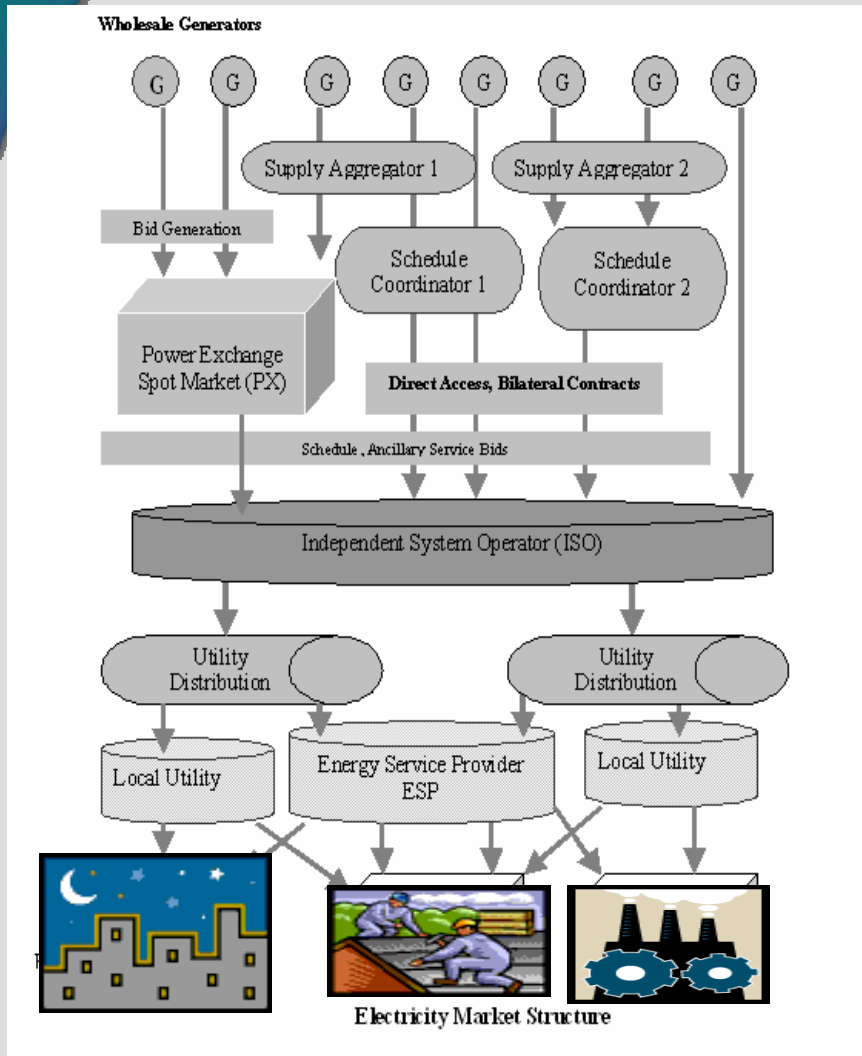 Wholesale Generators
G G G G G G G G
Supply Aggregator 1
Supply Aggregator 2
Bid Generation
Schedule
Coordinator 1
Schedule
Coordinator 2
Power Exchange
Spot Market (PX)
Direct Access, Bilateral Contracts
Schedule , Ancillary Service Bids
Independent System Operator (ISO)
Utility
Distribution
Utility
Distribution
Local Utility
Energy Service Provider
ESP
Local Utility
Electricity Market Structure